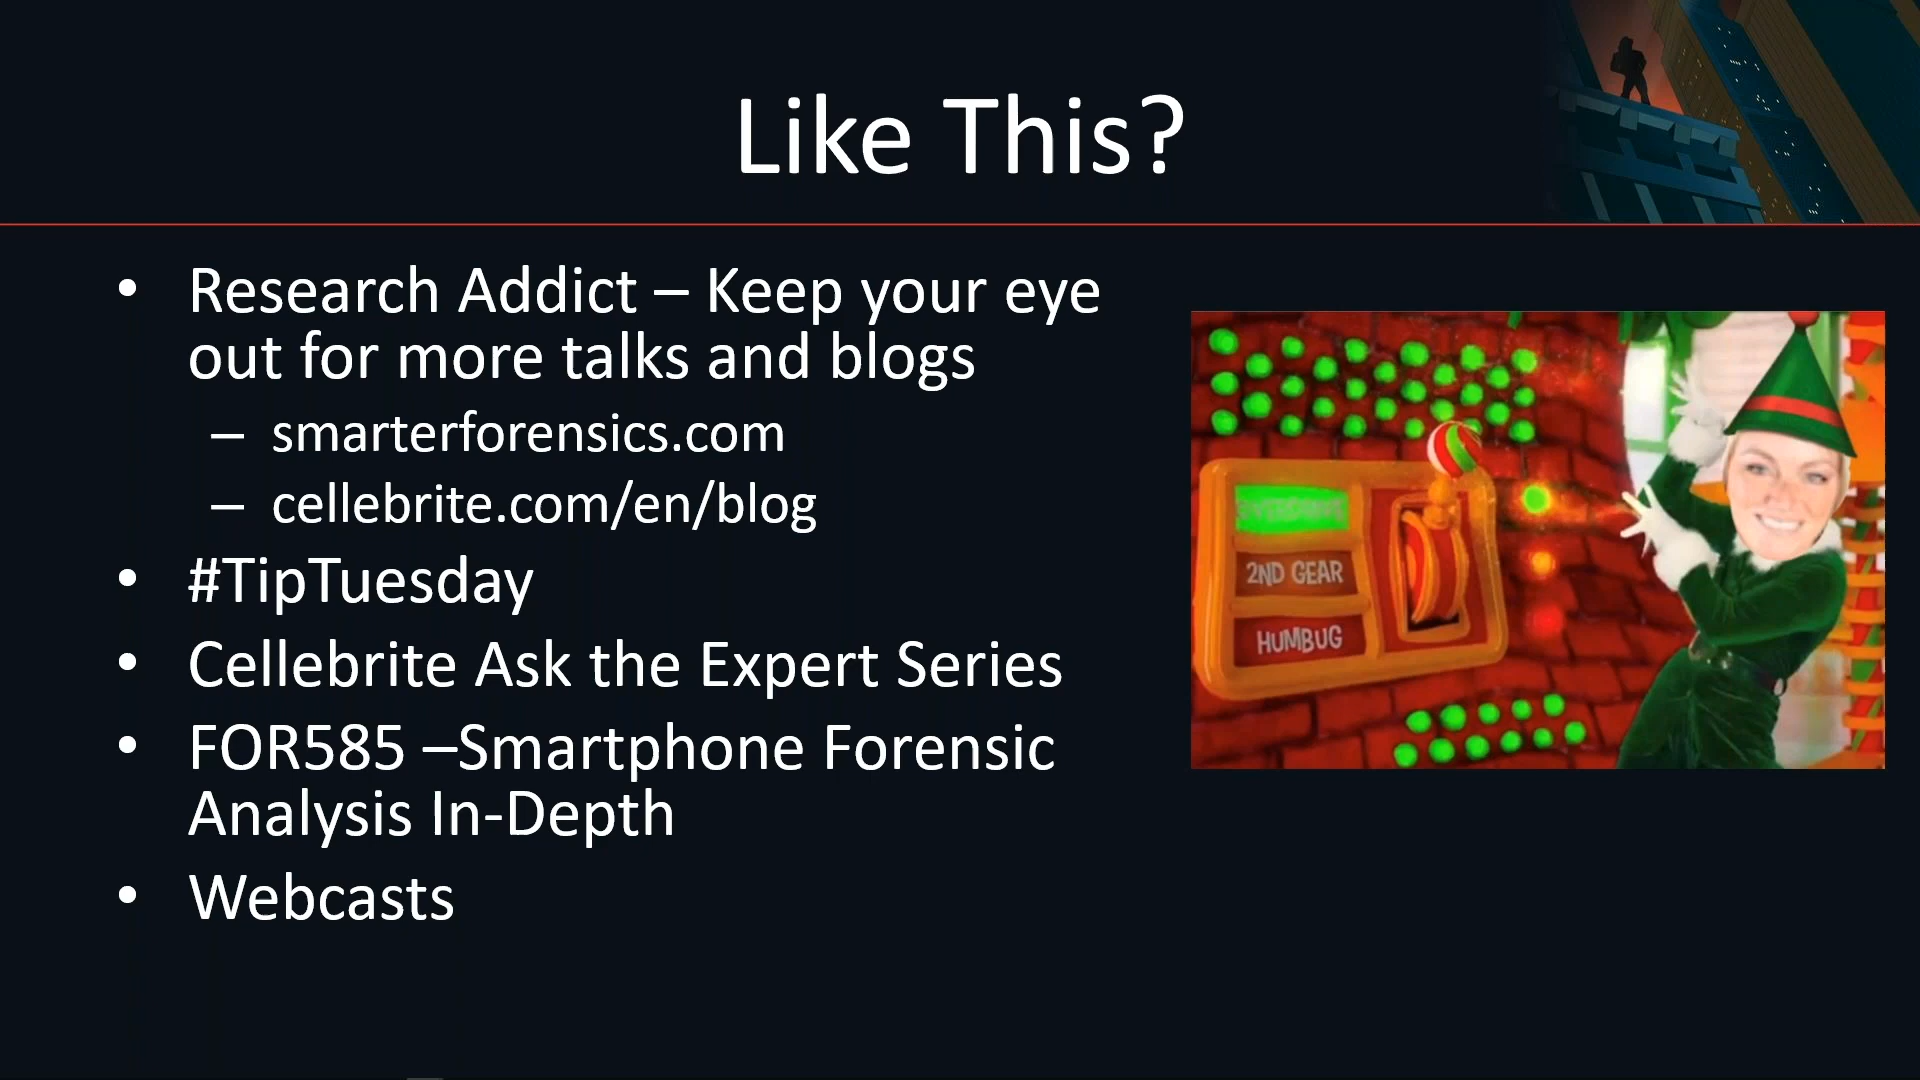 Like This?
• Research Addict – Keep your eye
out for more talks and blogs
– smarterforensics.com
– cellebrite.com/en/blog
• #TipTuesday
• Cellebrite Ask the Expert Series
• FOR585 –Smartphone Forensic
Analysis In-Depth
• Webcasts
2ND GEAR
HUMBUG